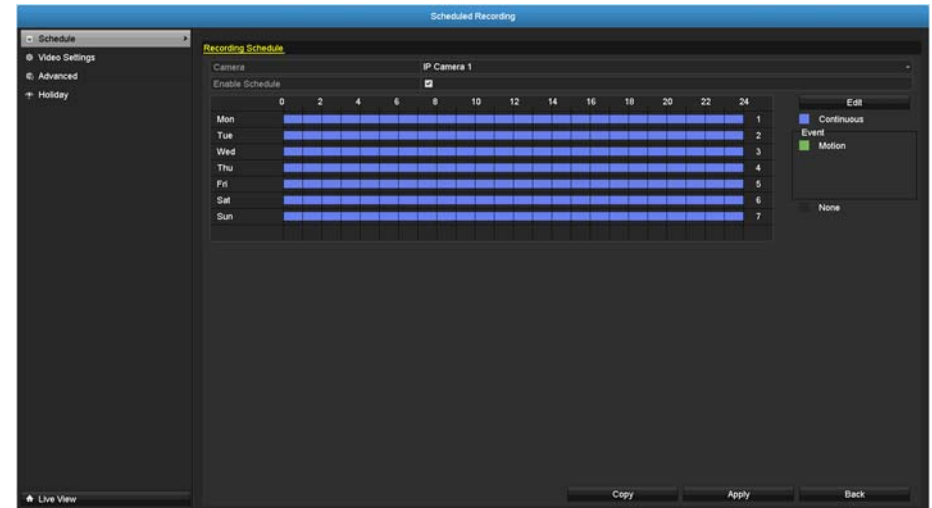 Scheduled Recording
Schedule
Video Settings
Advanced
Holiday
Live View
Recording Schedule
Camera IP Camera 1
Enable Schedule
0 2 4 6 8 10 12 14 16 18 20 22 24
Mon 1
Tue 2
Wed 3
Thu 4
Fri 5
Sat 6
Sun 7
Edit
Continuous
Event
Motion
None
Copy Apply Back